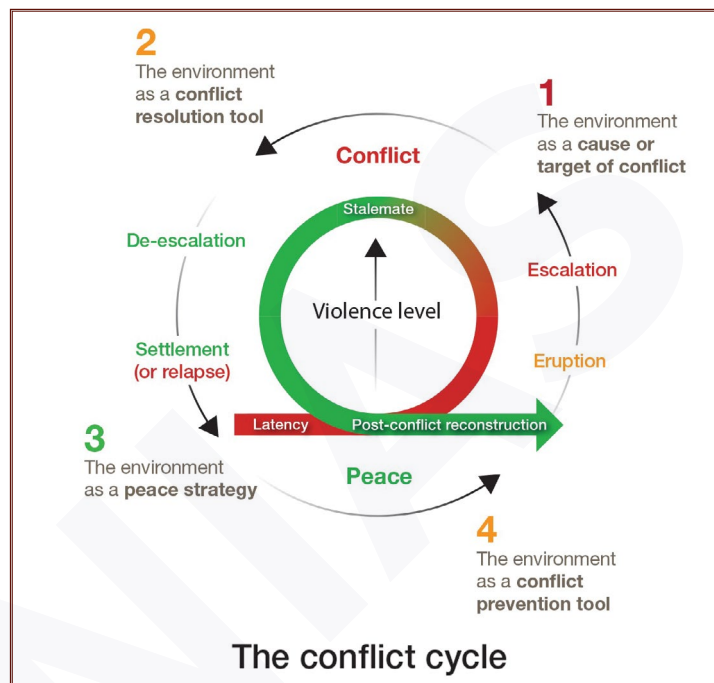 2
The environment
as a conflict
resolution tool
1
The environment
as a cause or
target of conflict
Conflict
Stalemate
De-escalation
Escalation
Violence level
Settlement
(or relapse)
Eruption
Latency
Post-conflict reconstruction
3
The environment
as a peace strategy
Peace
4
The environment
as a conflict
prevention tool
The conflict cycle